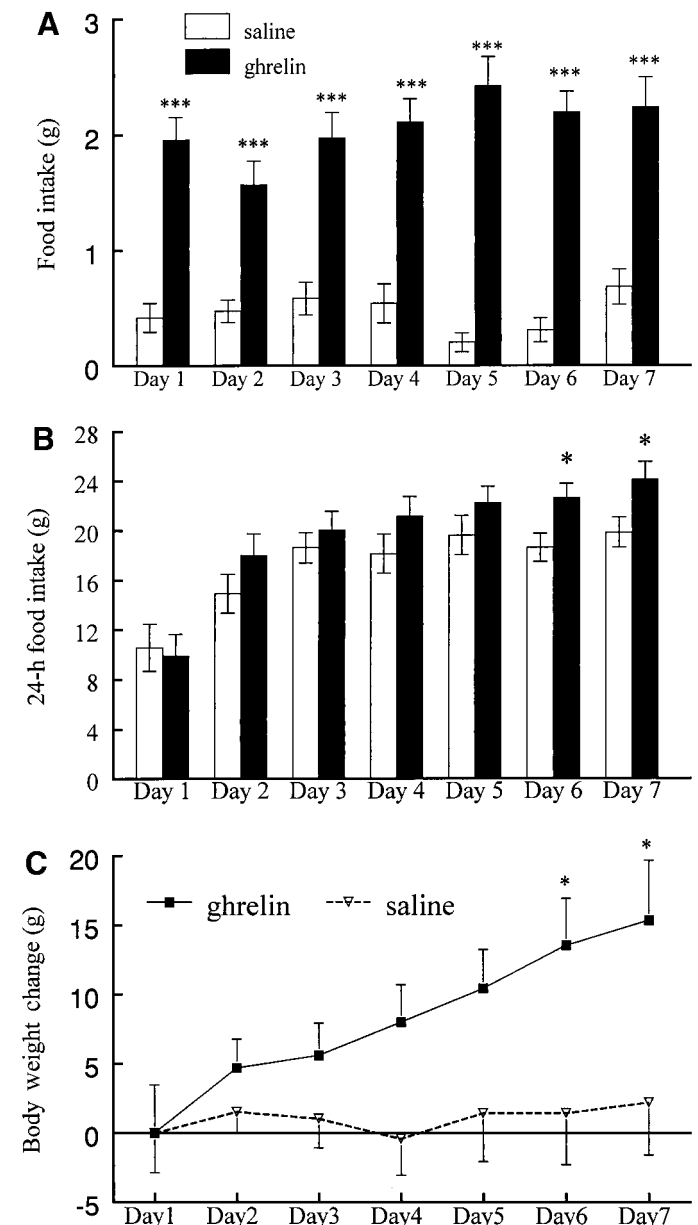 A
Food intake (g)
3
2
1
0
saline
ghrelin
***
***
***
***
***
***
***
Day 1 Day 2 Day 3 Day 4 Day 5 Day 6 Day 7
B
24-h food intake (g)
28
24
20
16
12
8
4
0
*
*
Day 1 Day 2 Day 3 Day 4 Day 5 Day 6 Day 7
C
Body weight change (g)
20
15
10
5
0
-5
ghrelin saline
*
*
Day1 Day2 Day3 Day4 Day5 Day6 Day7